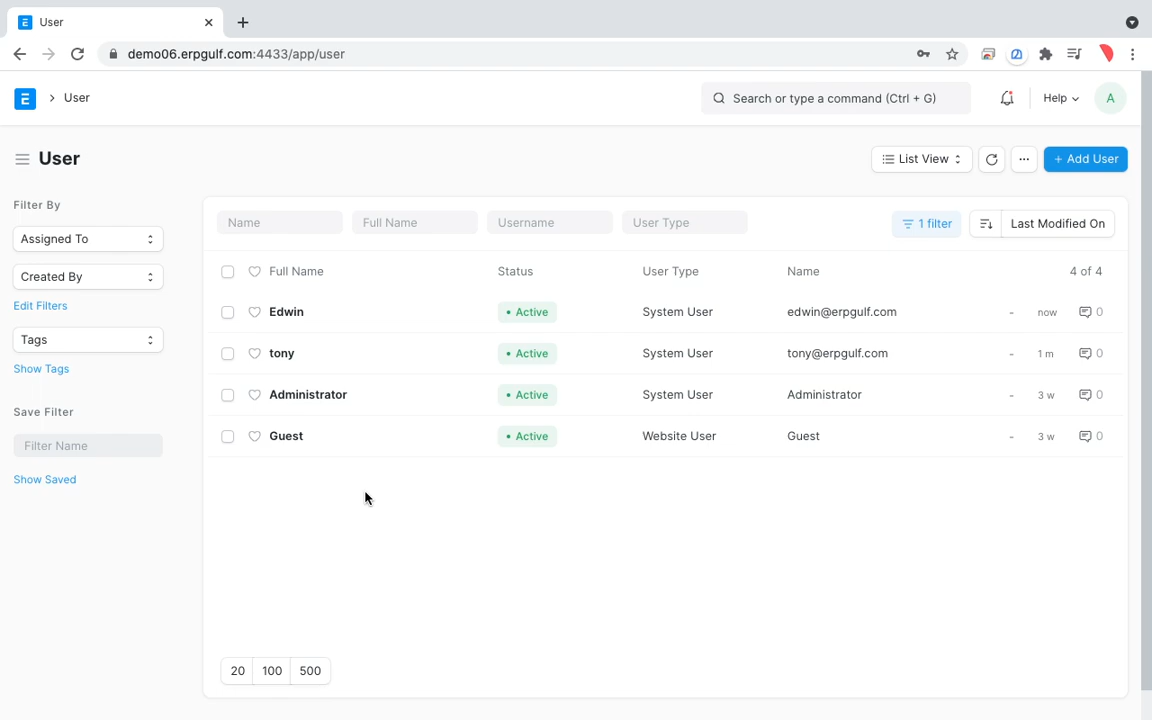 E User
demo06.erpgulf.com:4433/app/user
E User Search or type a command (Ctrl + G) Help A
User List View + Add User
Filter By
Assigned To
Created By
Edit Filters
Tags
Show Tags
Save Filter
Filter Name
Show Saved
Name Full Name Username User Type 1 filter Last Modified On
Full Name Status User Type Name 4 of 4
Edwin Active System User edwin@erpgulf.com - now 0
tony Active System User tony@erpgulf.com - 1 m 0
Administrator Active System User Administrator - 3 w 0
Guest Active Website User Guest - 3 w 0
20 100 500